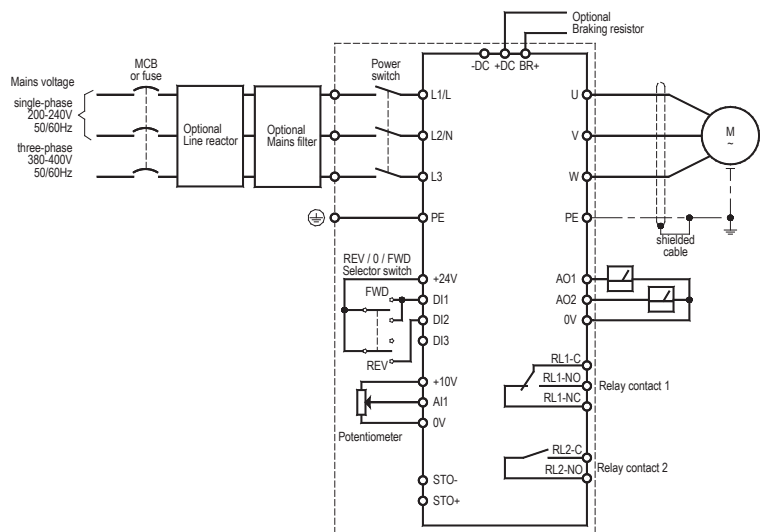 Optional
Braking resistor
-DC +DC BR+
MCB
or fuse
Power
switch
Mains voltage
single-phase
200-240V
50/60Hz
three-phase
380-400V
50/60Hz
Optional
Line reactor
Optional
Mains filter
L1/L
L2/N
L3
PE
U
V
W
PE
M
~
shielded
cable
REV / 0 / FWD
Selector switch
FWD
REV
+24V
DI1
DI2
DI3
+10V
AI1
0V
Potentiometer
STO-
STO+
AO1
AO2
0V
RL1-C
RL1-NO
RL1-NC
Relay contact 1
RL2-C
RL2-NO
Relay contact 2